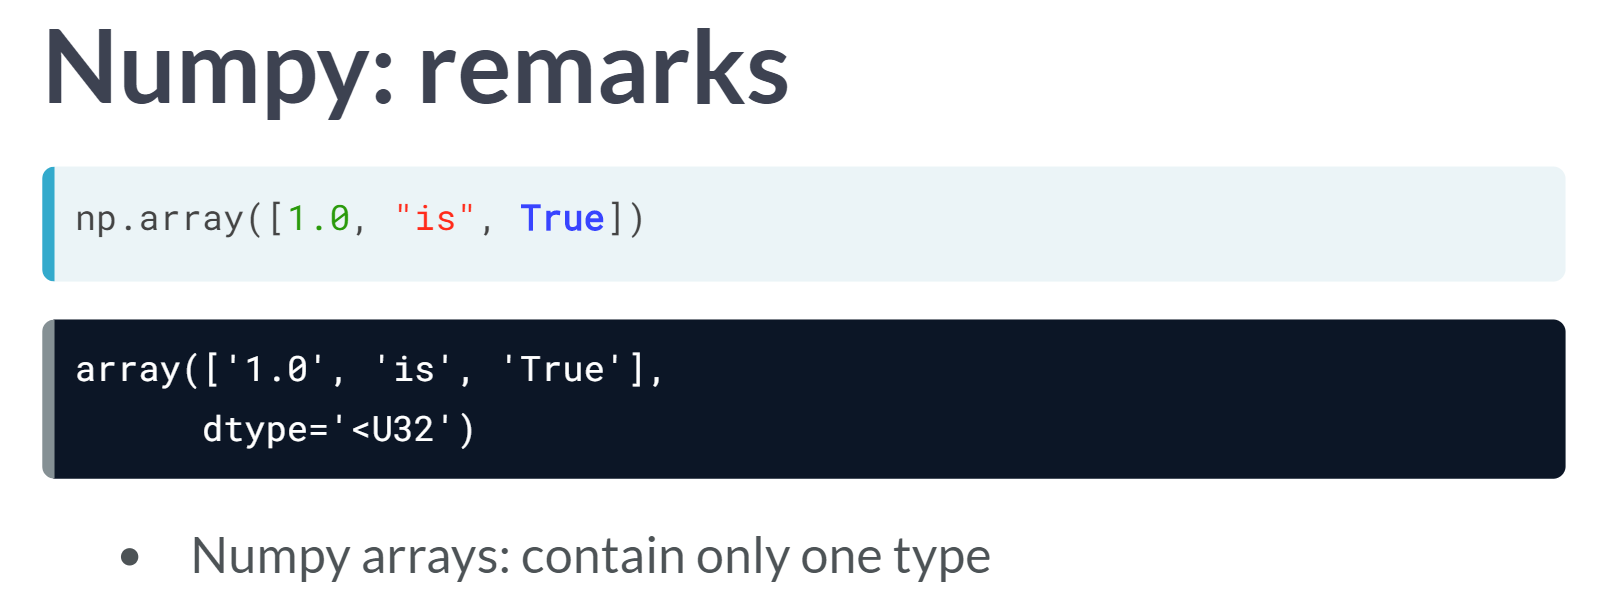 Numpy: remarks
np.array([1.0, "is", True])
array(['1.0', 'is', 'True'],
      dtype='<U32')
• Numpy arrays: contain only one type